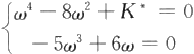 ω⁴ − 8ω² + K* = 0
− 5ω³ + 6ω = 0